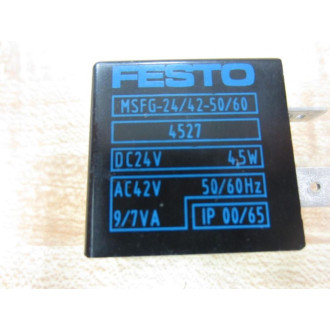 FESTO
MSFG-24/42-50/60
4527
DC24V 4,5W
AC42V 50/60Hz
9/7VA IP 00/65